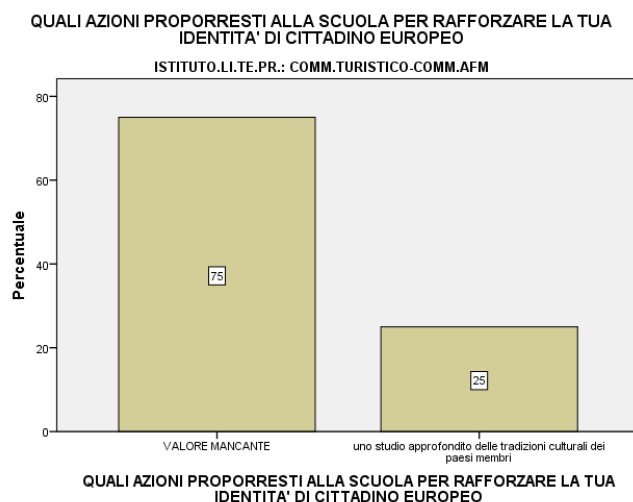 QUALI AZIONI PROPORRESTI ALLA SCUOLA PER RAFFORZARE LA TUA
IDENTITA' DI CITTADINO EUROPEO
ISTITUTO.LI.TE.PR.: COMM.TURISTICO-COMM.AFM
Percentuale
80
60
40
20
0
75
25
VALORE MANCANTE
uno studio approfondito delle tradizioni culturali dei
paesi membri
QUALI AZIONI PROPORRESTI ALLA SCUOLA PER RAFFORZARE LA TUA
IDENTITA' DI CITTADINO EUROPEO